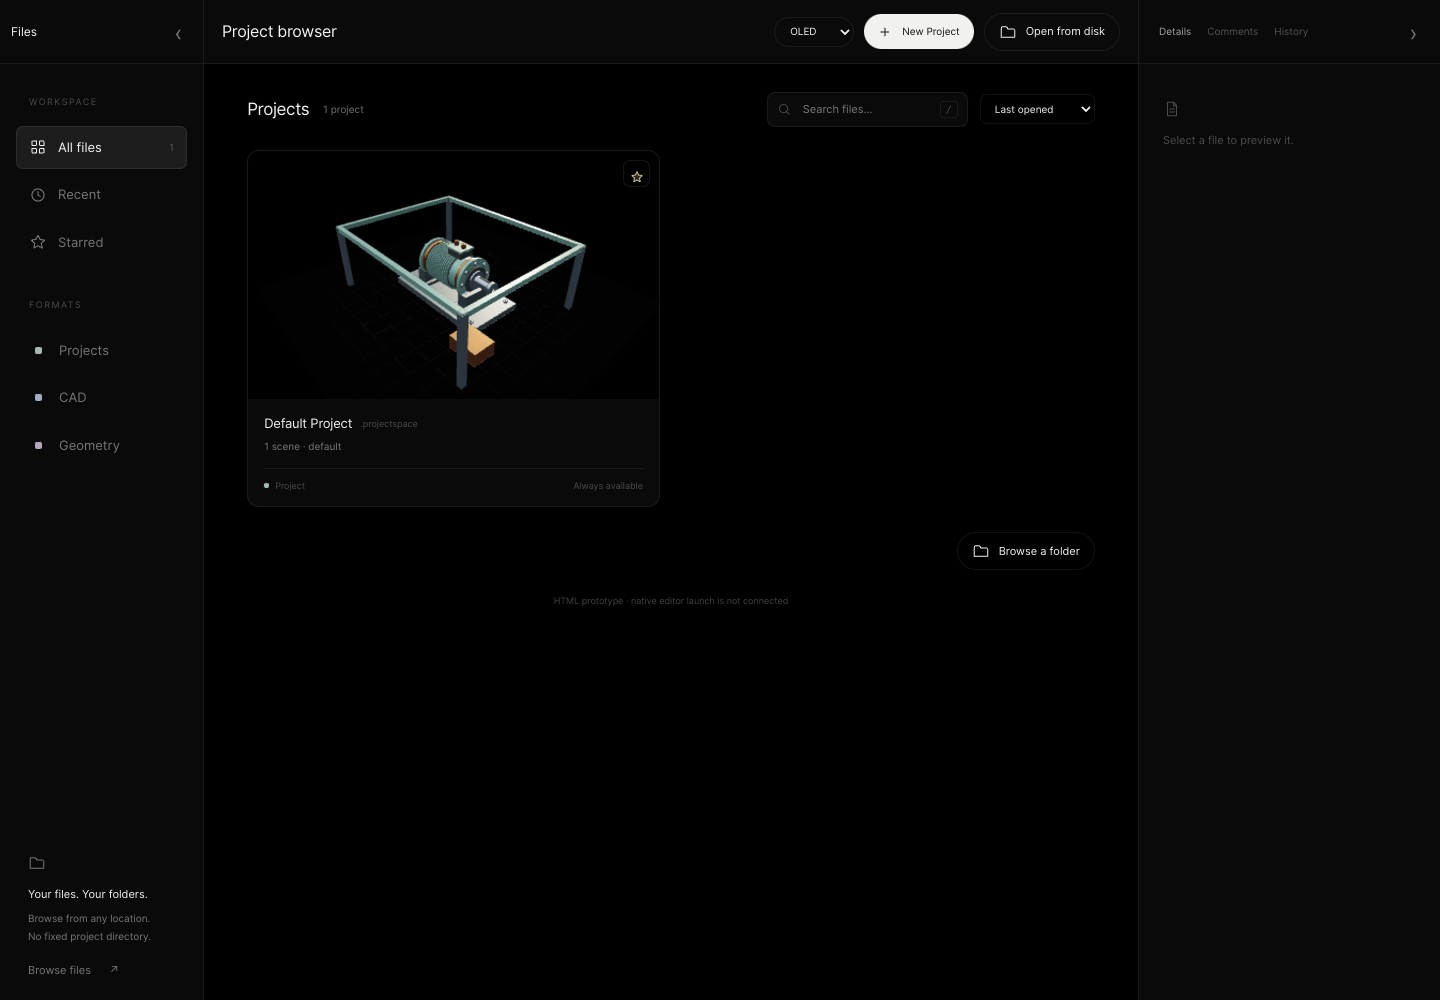 Files
Project browser
OLED
New Project
Open from disk
Details
Comments
History
WORKSPACE
All files
1
Recent
Starred
FORMATS
Projects
CAD
Geometry
Your files. Your folders.
Browse from any location.
No fixed project directory.
Browse files
Projects
1 project
Search files...
/
Last opened
Default Project .projectspace
1 scene · default
Project
Always available
Browse a folder
HTML prototype · native editor launch is not connected
Select a file to preview it.